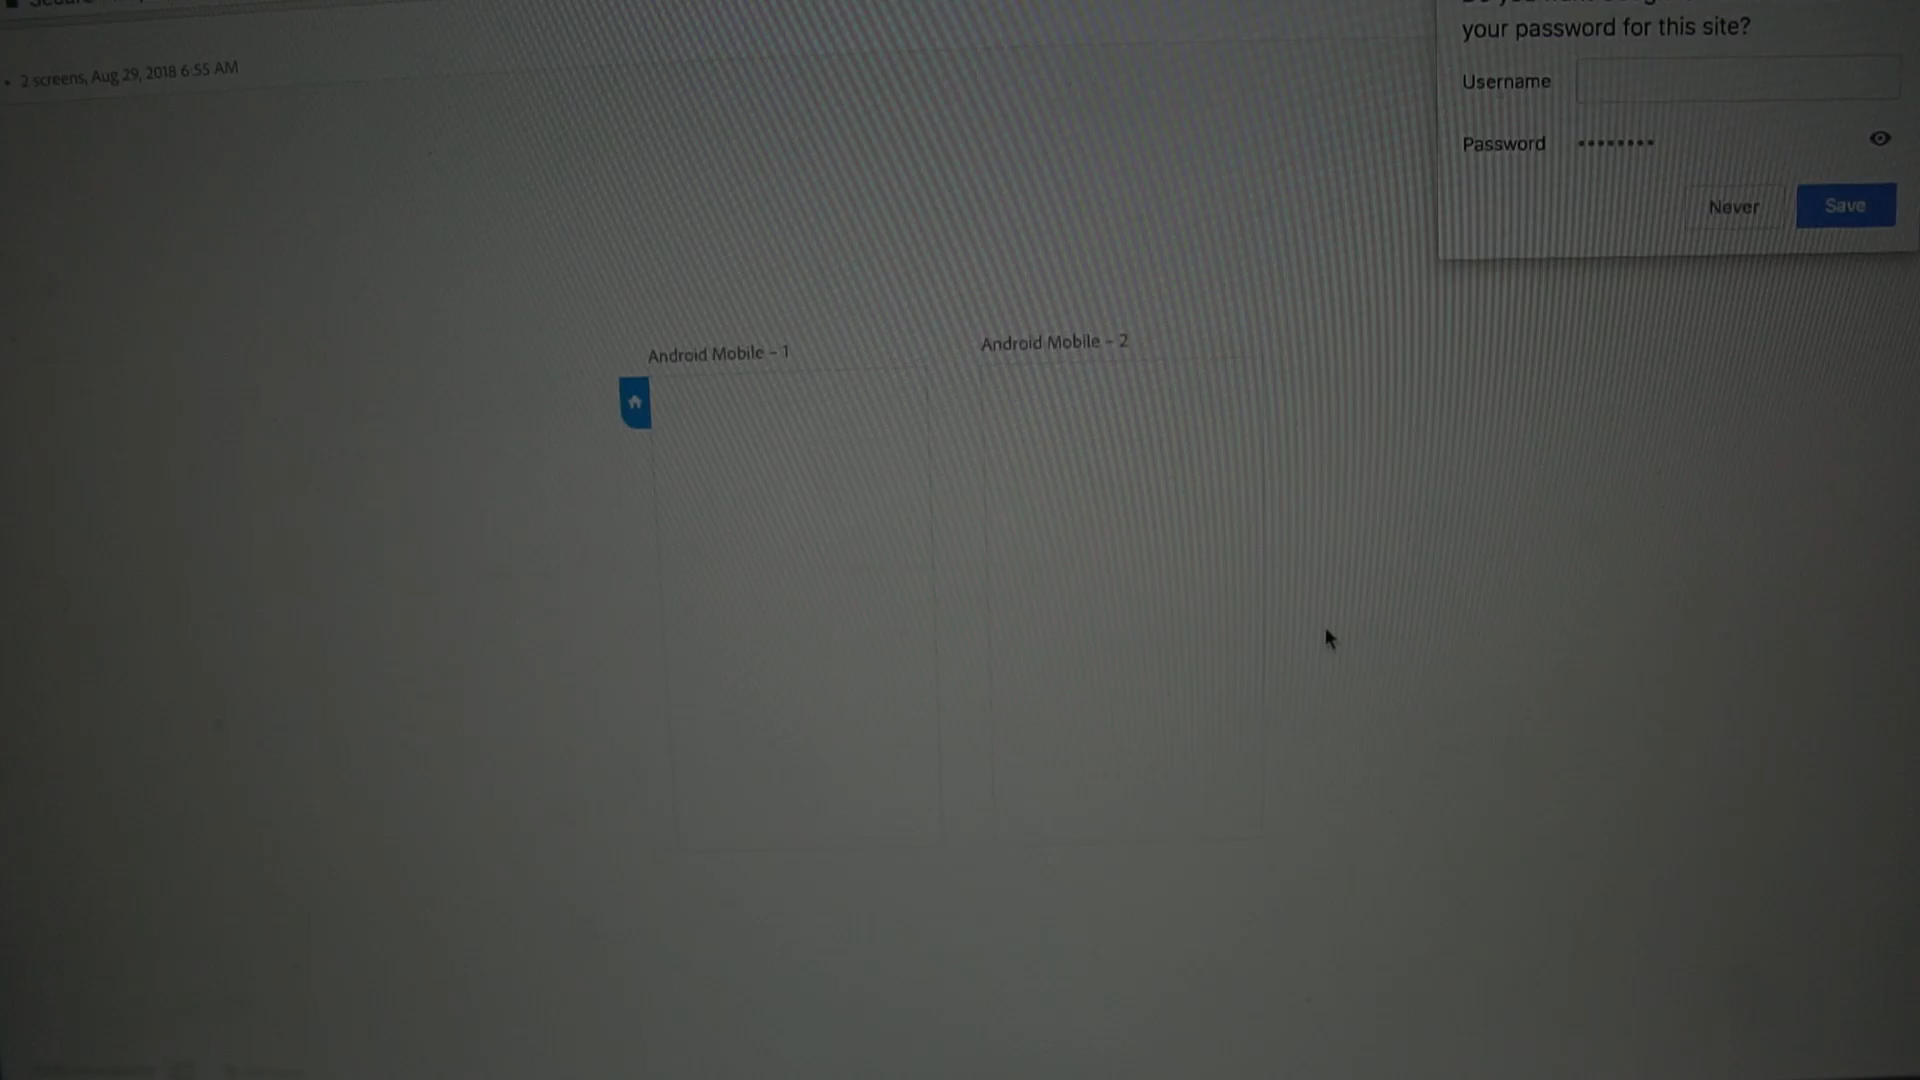 your password for this site?
• 2 screens, Aug 29, 2018 6:55 AM
Username
Password ••••••••
Never Save
Android Mobile – 1
Android Mobile – 2